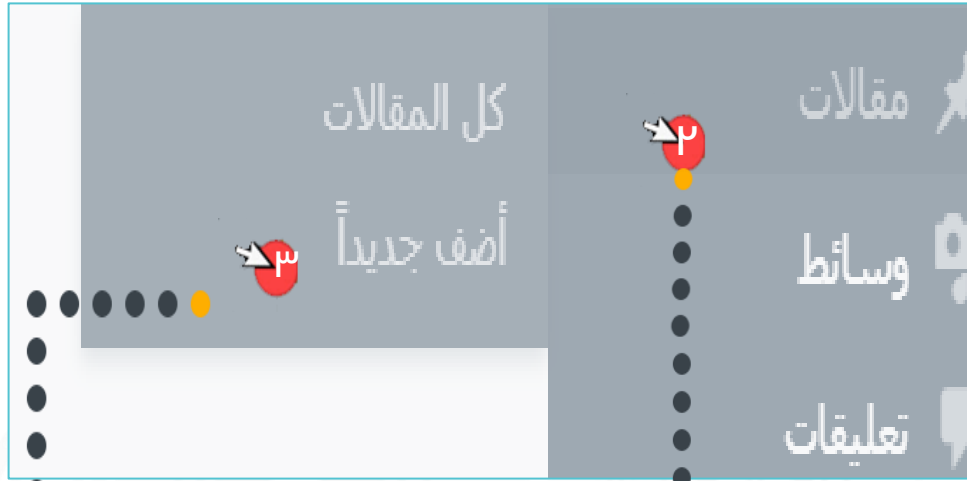 مقالات
٢
وسائط
تعليقات
كل المقالات
أضف جديداً
٣